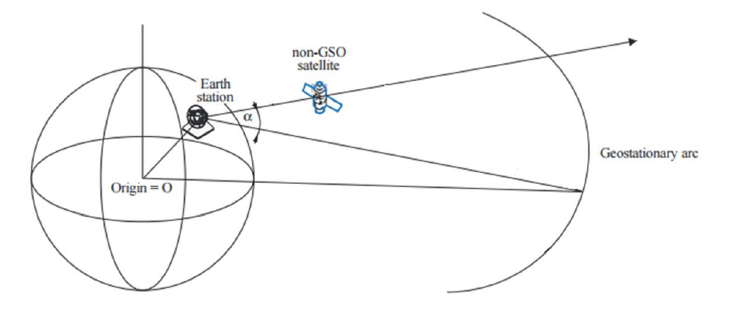 non-GSO
satellite
Earth
station
α
Geostationary arc
Origin = O